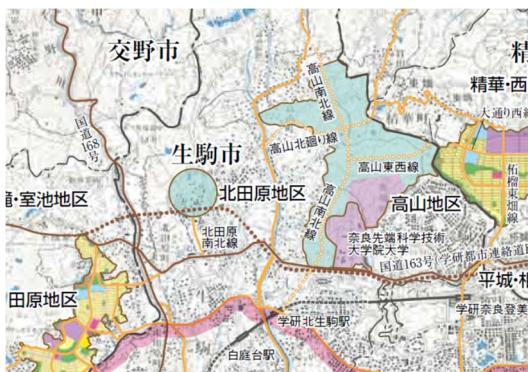 交野市
精
精華・西
国道168号
高山南北線
大通り西線
高山北廻り線
生駒市
高山東西線
柘榴東畑線
北田原地区
滝・室池地区
高山地区
北田原
南北線
高山南北線
奈良先端科学技術
大学院大学
国道163号(学研都市連絡道路
平城・相
田原地区
学研北生駒駅
学研奈良登美
白庭台駅